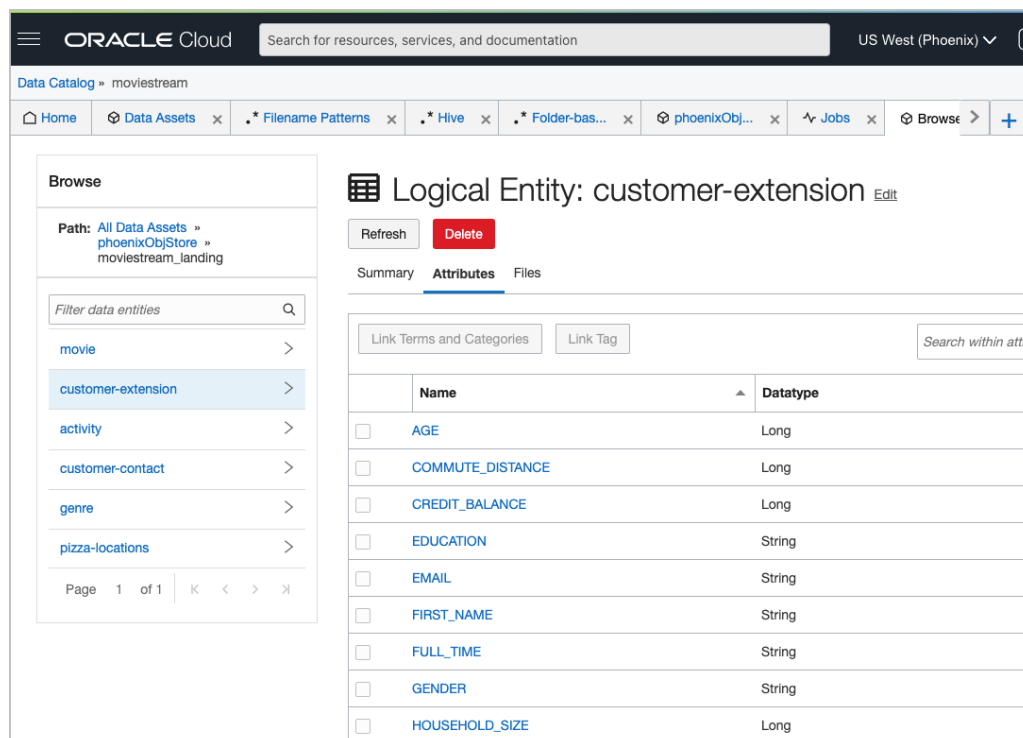 ORACLE Cloud
Search for resources, services, and documentation
US West (Phoenix)
Data Catalog » moviestream
Home
Data Assets
.* Filename Patterns
.* Hive
.* Folder-bas...
phoenixObj...
Jobs
Browse
Browse
Path: All Data Assets »
phoenixObjStore »
moviestream_landing
Filter data entities
movie
customer-extension
activity
customer-contact
genre
pizza-locations
Page 1 of 1
Logical Entity: customer-extension Edit
Refresh Delete
Summary Attributes Files
Link Terms and Categories Link Tag Search within
Name Datatype
AGE Long
COMMUTE_DISTANCE Long
CREDIT_BALANCE Long
EDUCATION String
EMAIL String
FIRST_NAME String
FULL_TIME String
GENDER String
HOUSEHOLD_SIZE Long